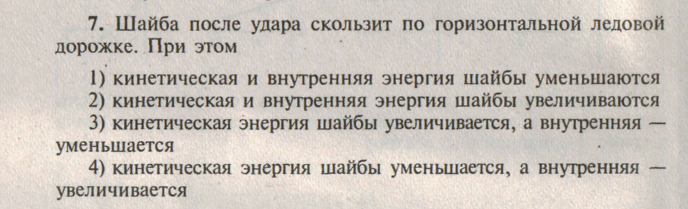 7. Шайба после удара скользит по горизонтальной ледовой
дорожке. При этом
1) кинетическая и внутренняя энергия шайбы уменьшаются
2) кинетическая и внутренняя энергия шайбы увеличиваются
3) кинетическая энергия шайбы увеличивается, а внутренняя —
уменьшается
4) кинетическая энергия шайбы уменьшается, а внутренняя —
увеличивается